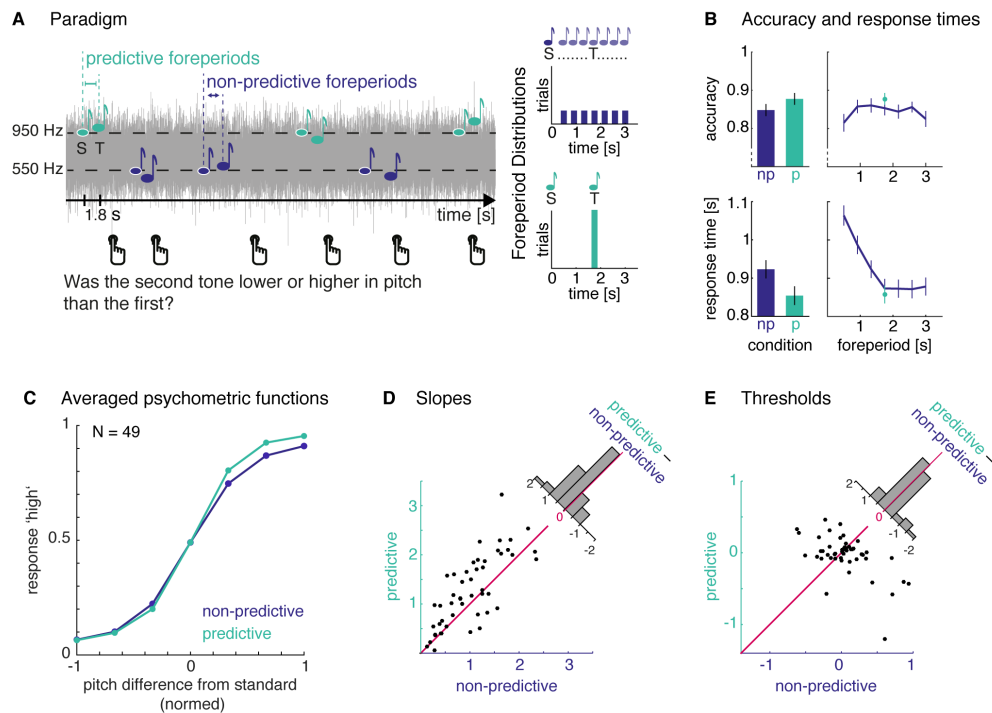 A Paradigm
predictive foreperiods
non-predictive foreperiods
950 Hz
S T
550 Hz
1.8 s
time [s]
Was the second tone lower or higher in pitch
than the first?
Foreperiod Distributions
S T
trials
0 1 2 3
time [s]
S T
trials
0 1 2 3
time [s]
B Accuracy and response times
accuracy
1
0.9
0.8
1 2 3
response time [s]
1.1
1
0.9
0.8
np p
condition
1 2 3
foreperiod [s]
C Averaged psychometric functions
N = 49
response 'high'
1
0.5
0
non-predictive
predictive
-1 0 1
pitch difference from standard
(normed)
D Slopes
predictive –
non-predictive
2
1
0
-1
-2
predictive
3
2
1
1 2 3
non-predictive
E Thresholds
predictive –
non-predictive
2
1
0
-1
-2
predictive
1
0
-1
-1 0 1
non-predictive